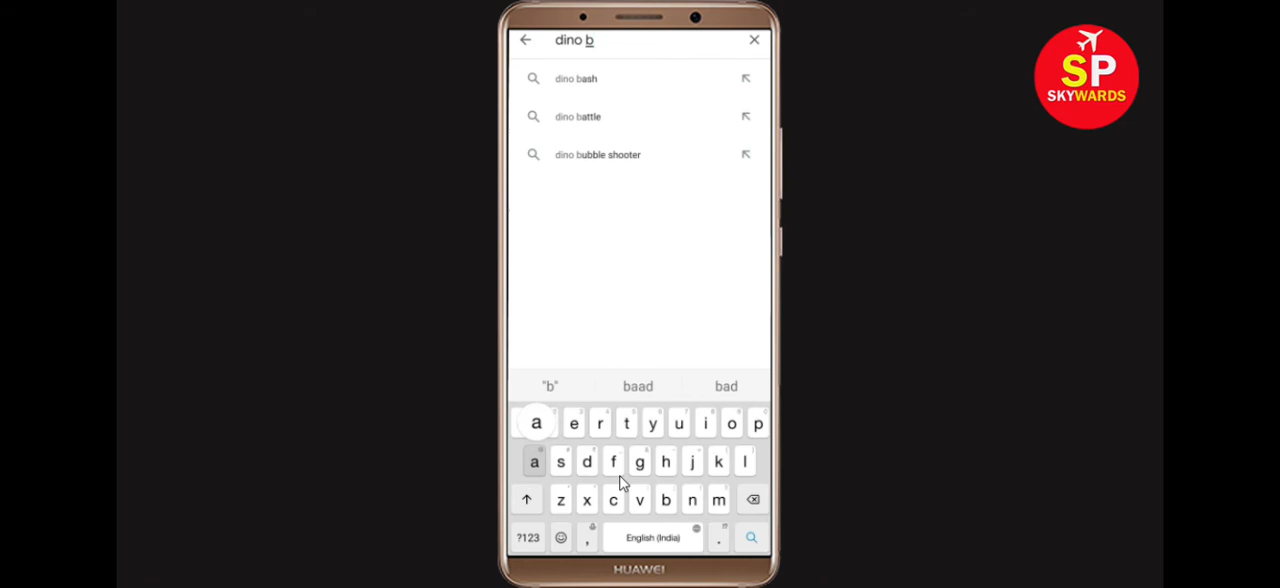 dino b
dino bash
dino battle
dino bubble shooter
"b" baad bad
a e r t y u i o p
a s d f g h j k l
z x c v b n m
?123 , English (India) .
HUAWEI
SP
SKYWARDS